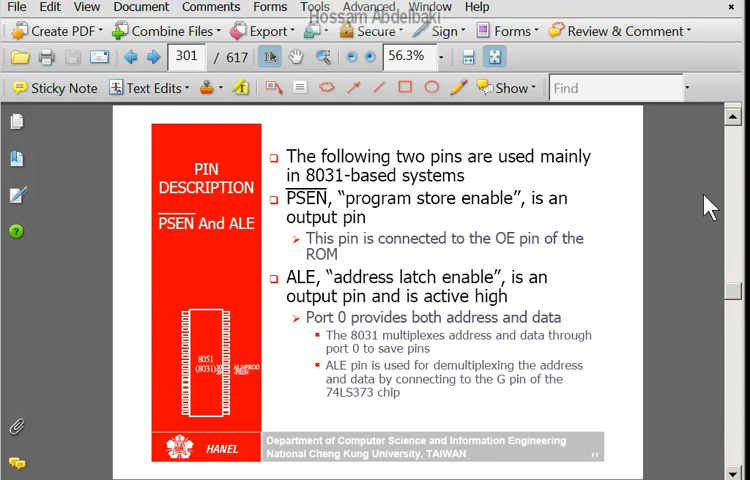 File Edit View Document Comments Forms Tools Advanced Window Help
Hossam Abdelbaki
Create PDF Combine Files Export Secure Sign Forms Review & Comment
301 / 617 56.3%
Sticky Note Text Edits Show Find
PIN
DESCRIPTION
PSEN And ALE
The following two pins are used mainly
in 8031-based systems
PSEN, “program store enable”, is an
output pin
This pin is connected to the OE pin of the
ROM
ALE, “address latch enable”, is an
output pin and is active high
Port 0 provides both address and data
The 8031 multiplexes address and data through
port 0 to save pins
ALE pin is used for demultiplexing the address
and data by connecting to the G pin of the
74LS373 chip
8051
(8031)
HANEL
Department of Computer Science and Information Engineering
National Cheng Kung University, TAIWAN
11